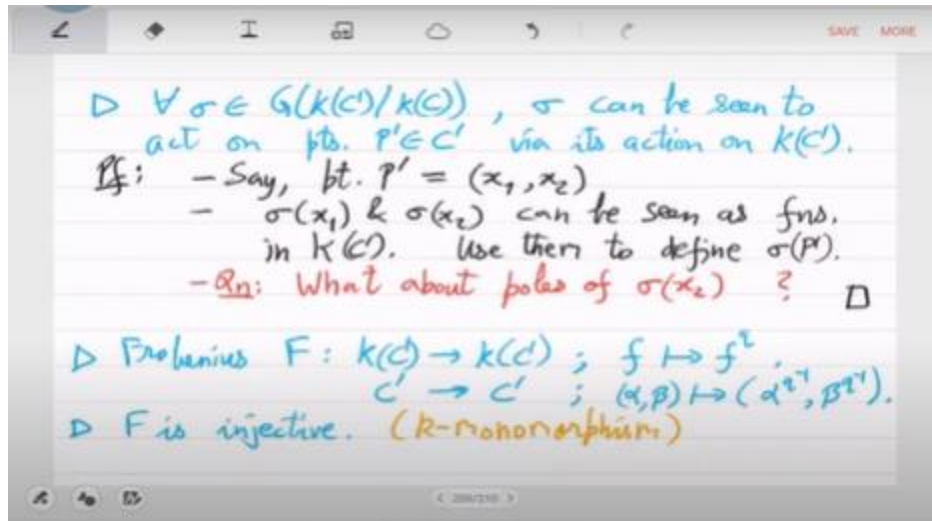 SAVE MORE
▷ ∀ σ ∈ G(k(C')/k(C)) , σ can be seen to
act on pts. P' ∈ C' via its action on k(C').
Pf: – Say, pt. P' = (x₁, x₂)
– σ(x₁) & σ(x₂) can be seen as fns.
in k(C'). Use them to define σ(P').
– Qn: What about poles of σ(x₂) ? □
▷ Frobenius F : k(C') → k(C') ; f ↦ f^q .
C' → C' ; (α, β) ↦ (α^{q^{-1}}, β^{q^{-1}}).
▷ F is injective. (k-monomorphism)